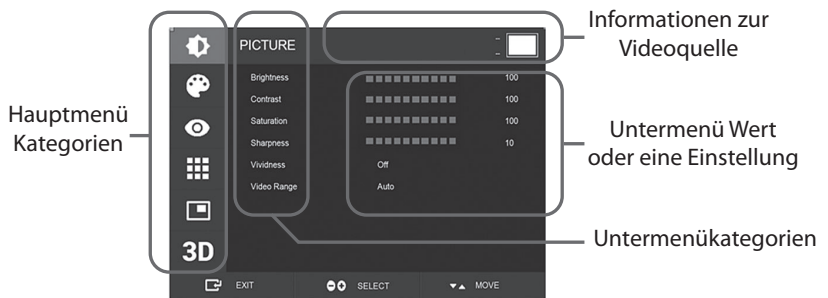 Informationen zur
Videoquelle
PICTURE
Brightness 100
Contrast 100
Saturation 100
Sharpness 10
Vividness Off
Video Range Auto
Hauptmenü
Kategorien
Untermenü Wert
oder eine Einstellung
Untermenükategorien
3D
EXIT SELECT MOVE